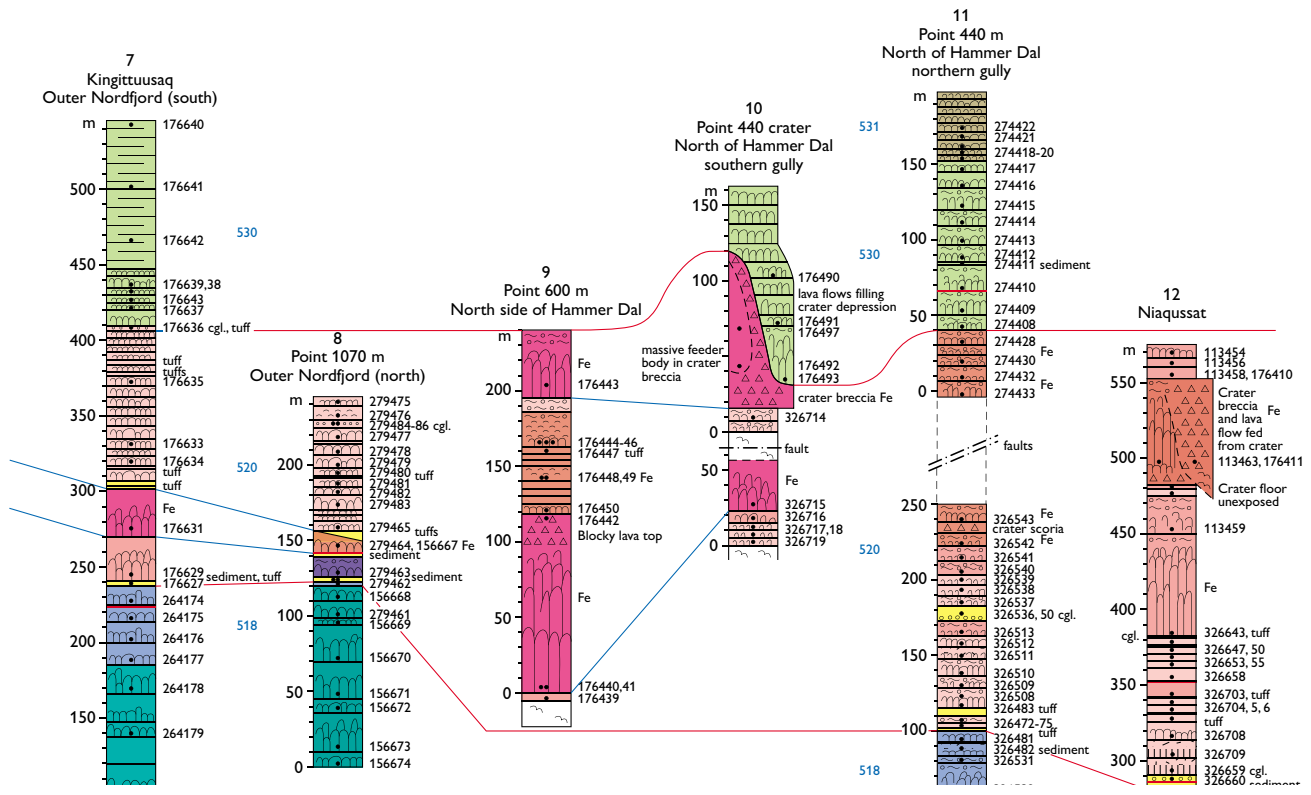 7
Kingittuusaq
Outer Nordfjord (south)
m
176640
500
176641
176642
530
450
176639,38
176643
176637
176636 cgl., tuff
400
tuff
tuffs
176635
350
176633
176634
tuff
tuff
300
Fe
176631
250
176629
sediment, tuff
176627
264174
264175
264176
518
200
264177
264178
150
264179
8
Point 1070 m
Outer Nordfjord (north)
m
279475
279476
279484-86 cgl.
279477
279478
279479
200
520
279480 tuff
279481
279482
279483
279465
tuffs
150
279464, 156667 Fe
sediment
279463
sediment
279462
156668
100
279461
156669
156670
50
156671
156672
156673
0
156674
9
Point 600 m
North side of Hammer Dal
m
Fe
176443
200
176444-46
176447 tuff
150
176448,49 Fe
176450
176442
Blocky lava top
100
Fe
50
0
176440,41
176439
10
Point 440 crater
North of Hammer Dal
southern gully
m
150
100
176490
lava flows filling
crater depression
176491
176497
massive feeder
body in crater
breccia
176492
176493
crater breccia Fe
326714
0
fault
50
Fe
326715
326716
326717,18
326719
0
11
Point 440 m
North of Hammer Dal
northern gully
m
531
274422
274421
274418-20
150
274417
274416
274415
274414
100
274413
530
274412
274411 sediment
274410
50
274409
274408
274428
Fe
274430
274432
Fe
0
274433
faults
250
Fe
326543
crater scoria
326542 Fe
520
326541
326540
326539
200
326538
326537
326536, 50 cgl.
326513
326512
326511
150
326510
326509
326508
326483 tuff
326472-75
100
tuff
326481
326482 sediment
326531
518
12
Niaqussat
m
113454
113456
113458, 176410
550
Crater
breccia
and lava Fe
flow fed
from crater
113463, 176411
500
Crater floor
unexposed
450
113459
Fe
400
cgl.
326643, tuff
326647, 50
326653, 55
326658
350
326703, tuff
326704, 5, 6
tuff
326708
326709
300
326659 cgl.
326660 sediment